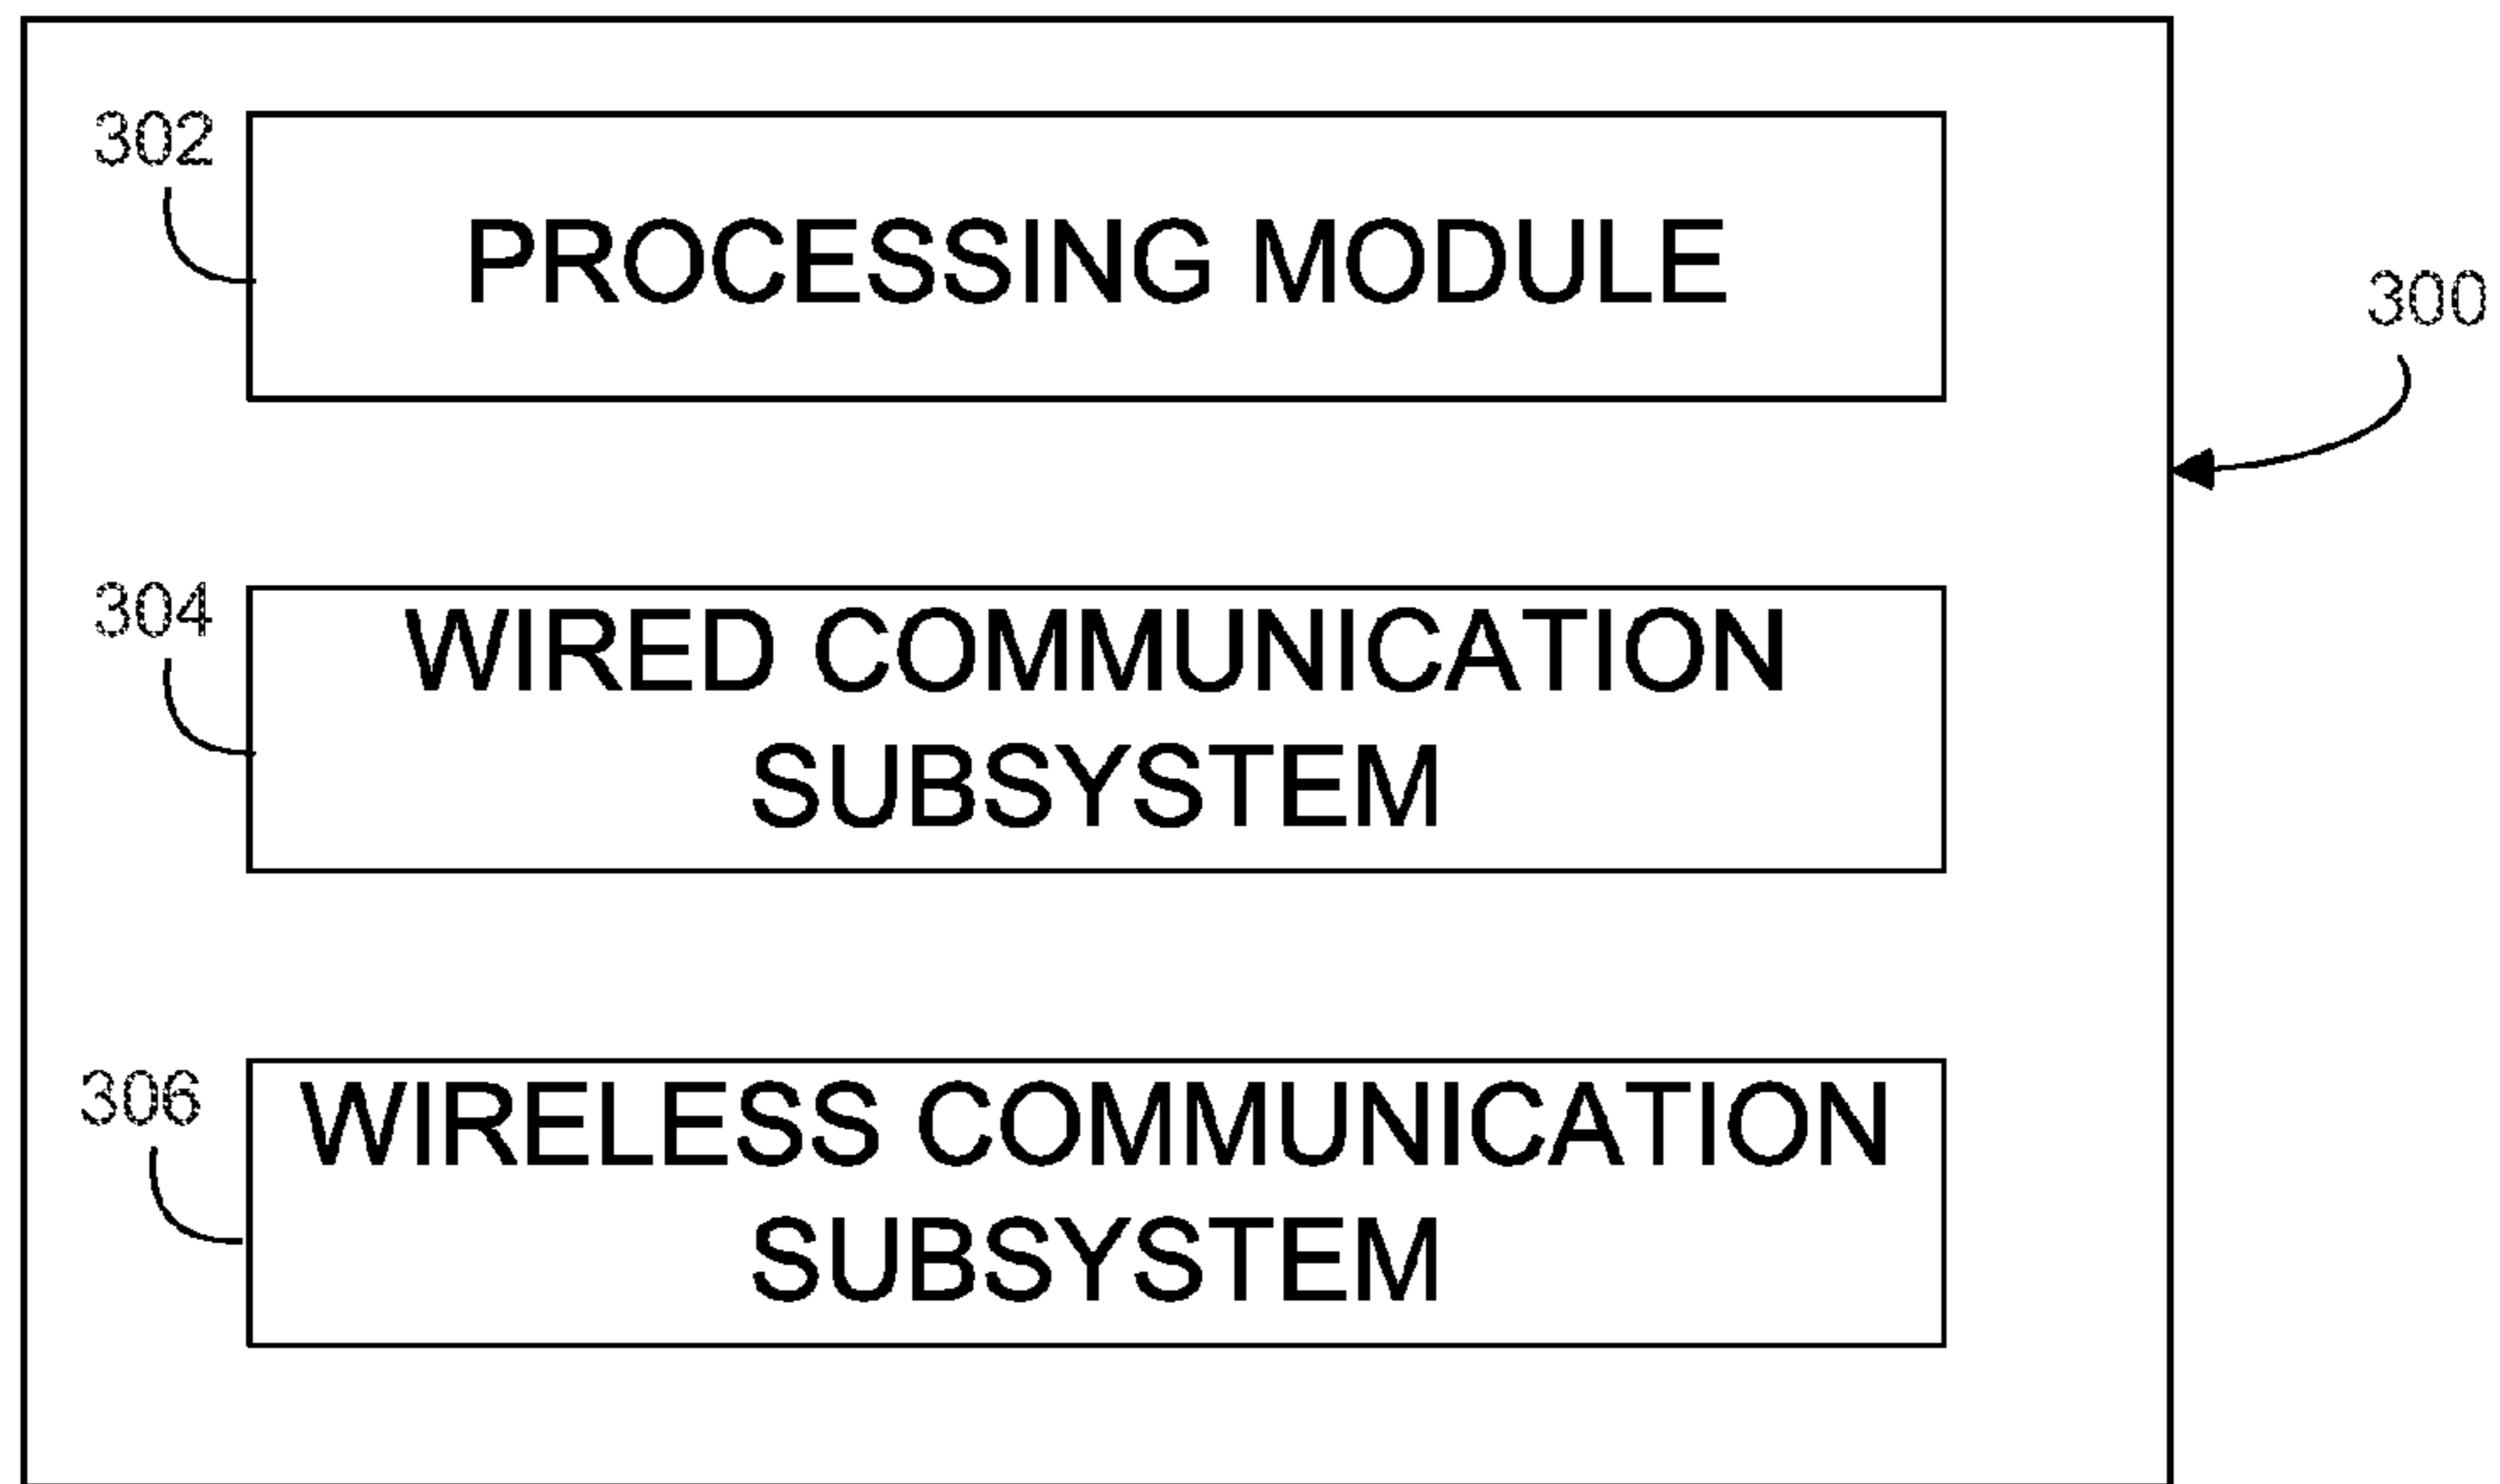 302
PROCESSING MODULE
300
304
WIRED COMMUNICATION
SUBSYSTEM
306
WIRELESS COMMUNICATION
SUBSYSTEM